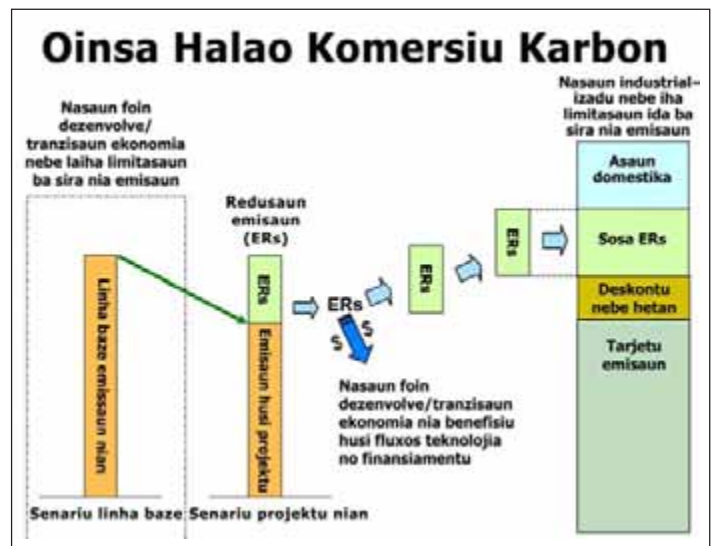 Oinsa Halao Komersiu Karbon
Nasaun foin
dezenvolve/
tranzisaun ekonomia
nebe laiha limitasaun
ba sira nia emisaun
Linha baze emissaun nian
Senariu linha baze
Redusaun
emisaun
(ERs)
ERs
Emisaun husi projektu
Senariu projektu nian
ERs
$
$
Nasaun foin
dezenvolve/tranzisaun
ekonomia nia benefisiu
husi fluxos teknolojia
no finansiamentu
ERs
ERs
Nasaun industrial-
izadu nebe iha
limitasaun ida ba
sira nia emisaun
Asaun
domestika
Sosa ERs
Deskontu
nebe hetan
Tarjetu
emisaun